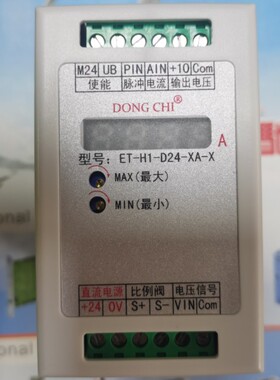 M24 UB PIN AIN +10 Com
使能 脉冲 电流 输出电压
DONG CHI®
A
型号: ET-H1-D24-XA-X
MAX(最大)
MIN(最小)
直流电源 比例阀 电压信号
+24 0V S+ S- VIN Com